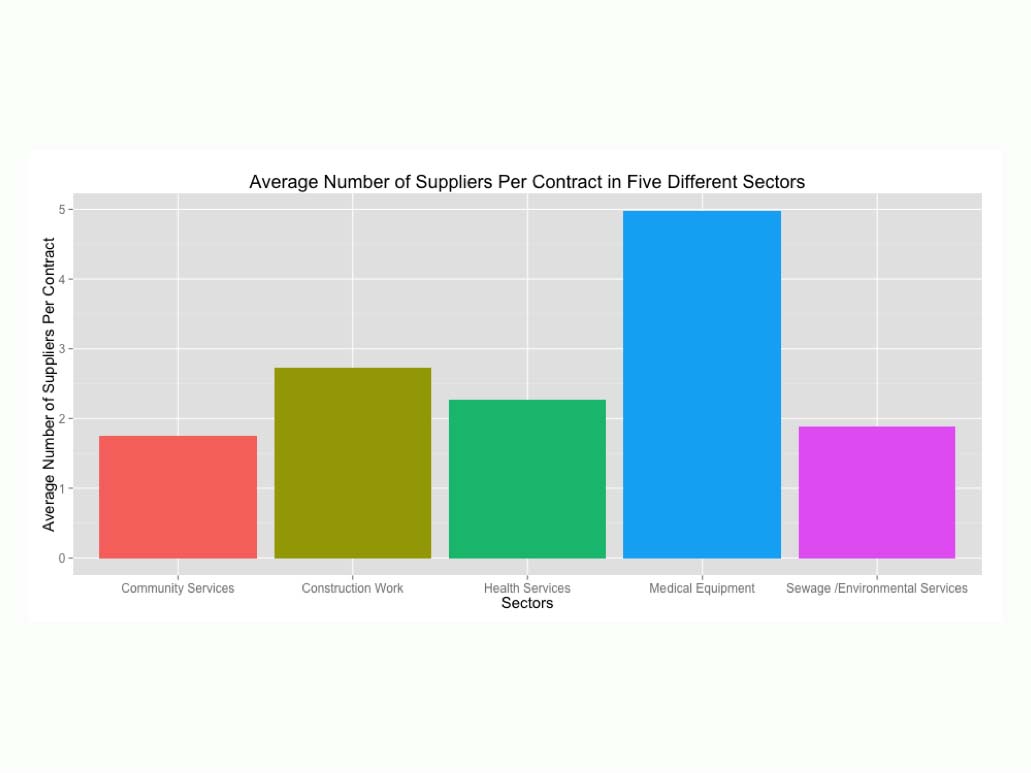 Average Number of Suppliers Per Contract in Five Different Sectors
Average Number of Suppliers Per Contract
5
4
3
2
1
0
Community Services
Construction Work
Health Services
Medical Equipment
Sewage /Environmental Services
Sectors